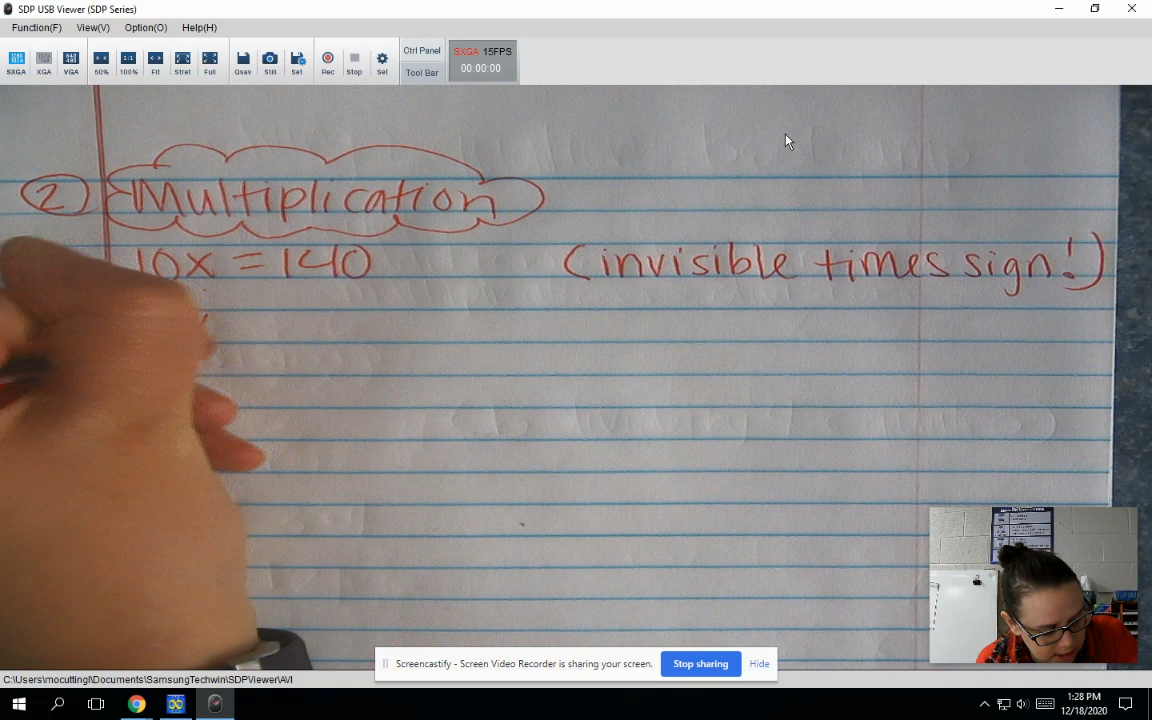 SDP USB Viewer (SDP Series)
Function(F) View(V) Option(O) Help(H)
SXGA XGA VGA 50% 100% Fit Stret Full Qsav Still Set Rec Stop Set Ctrl Panel Tool Bar SXGA 15FPS 00:00:00
2 Multiplication
10x = 140 (invisible times sign!)
Screencastify - Screen Video Recorder is sharing your screen. Stop sharing Hide
C:\Users\mocuttingl\Documents\SamsungTechwin\SDPViewer\AVI
1:28 PM
12/18/2020